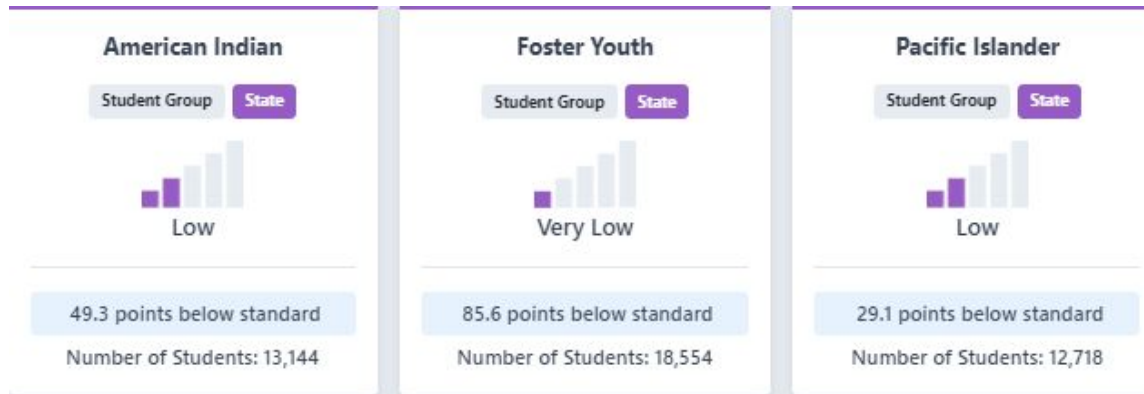 American Indian
Student Group State
Low
49.3 points below standard
Number of Students: 13,144
Foster Youth
Student Group State
Very Low
85.6 points below standard
Number of Students: 18,554
Pacific Islander
Student Group State
Low
29.1 points below standard
Number of Students: 12,718